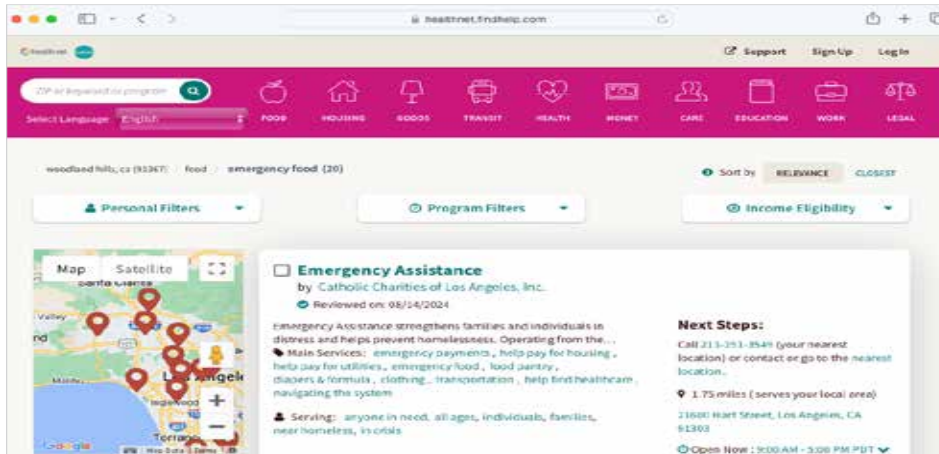 healthnet.findhelp.com
Support Sign Up Log In
ZIP or keyword or program
Select Language English
FOOD HOUSING GOODS TRANSIT HEALTH MONEY CARE EDUCATION WORK LEGAL
woodland hills, ca (91367) / food / emergency food (20)
Sort by RELEVANCE CLOSEST
Personal Filters
Program Filters
Income Eligibility
Map Satellite
Santa Clarita
Valley
Malibu
Los Angeles
Inglewood
Torrance
Google
Map Data Terms
Emergency Assistance
by Catholic Charities of Los Angeles, Inc.
Reviewed on: 08/14/2024
Emergency Assistance strengthens families and individuals in
distress and helps prevent homelessness. Operating from the...
Main Services: emergency payments, help pay for housing,
help pay for utilities, emergency food, food pantry,
diapers & formula, clothing, transportation, help find healthcare,
navigating the system
Serving: anyone in need, all ages, individuals, families,
near homeless, in crisis
Next Steps:
Call 213-251-3549 (your nearest
location) or contact or go to the nearest
location.
1.75 miles (serves your local area)
21600 Hart Street, Los Angeles, CA
91303
Open Now : 9:00 AM - 5:00 PM PDT